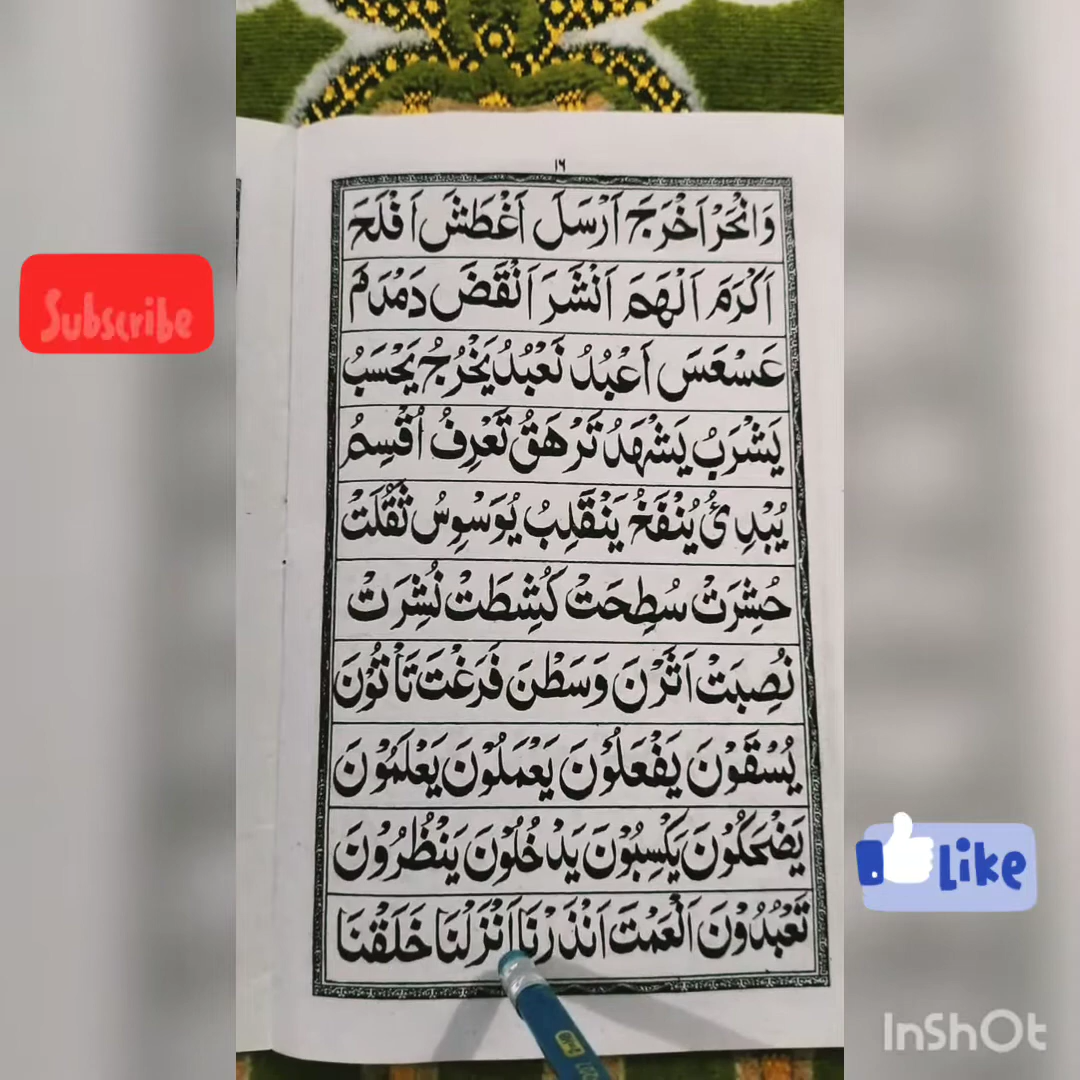 ١٦
وَانْحَرْ اَخْرَجَ اَرْسَلَ اَغْطَشَ اَفْلَحَ
اَكْرَمَ اَلْهَمَ اَنْشَرَ اَنْقَضَ دَمْدَمَ
عَسْعَسَ اَعْبُدُ نَعْبُدُ يَخْرُجُ يَحْسَبُ
يَشْرَبُ يَشْهَدُ تَرْهَقُ تَعْرِفُ اُقْسِمُ
يُبْدِئُ يُنْفَخُ يَنْقَلِبُ يُوَسْوِسُ ثَقُلَتْ
حُشِرَتْ سُطِحَتْ كُشِطَتْ نُشِرَتْ
نُصِبَتْ اَثَرْنَ وَسَطْنَ فَرَغْتَ تَأْتُوْنَ
يُسْقَوْنَ يَفْعَلُوْنَ يَعْمَلُوْنَ يَعْلَمُوْنَ
يَضْحَكُوْنَ يَكْسِبُوْنَ يَدْخُلُوْنَ يَنْظُرُوْنَ
تَعْبُدُوْنَ اَنْعَمْتَ اَنْذَرْنَا اَنْزَلْنَا خَلَقْنَا
Subscribe
Like
InShOt